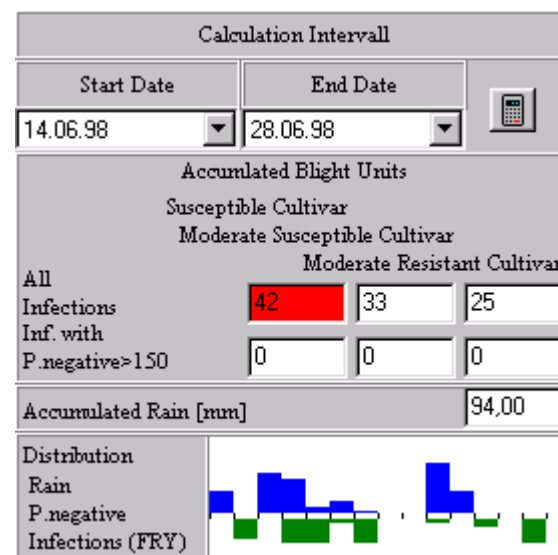 Calculation Intervall
Start Date End Date
14.06.98 28.06.98
Accumlated Blight Units
Susceptible Cultivar
Moderate Susceptible Cultivar
Moderate Resistant Cultivar
All
Infections 42 33 25
Inf. with
P.negative>150 0 0 0
Accumulated Rain [mm] 94,00
Distribution
Rain
P.negative
Infections (FRY)